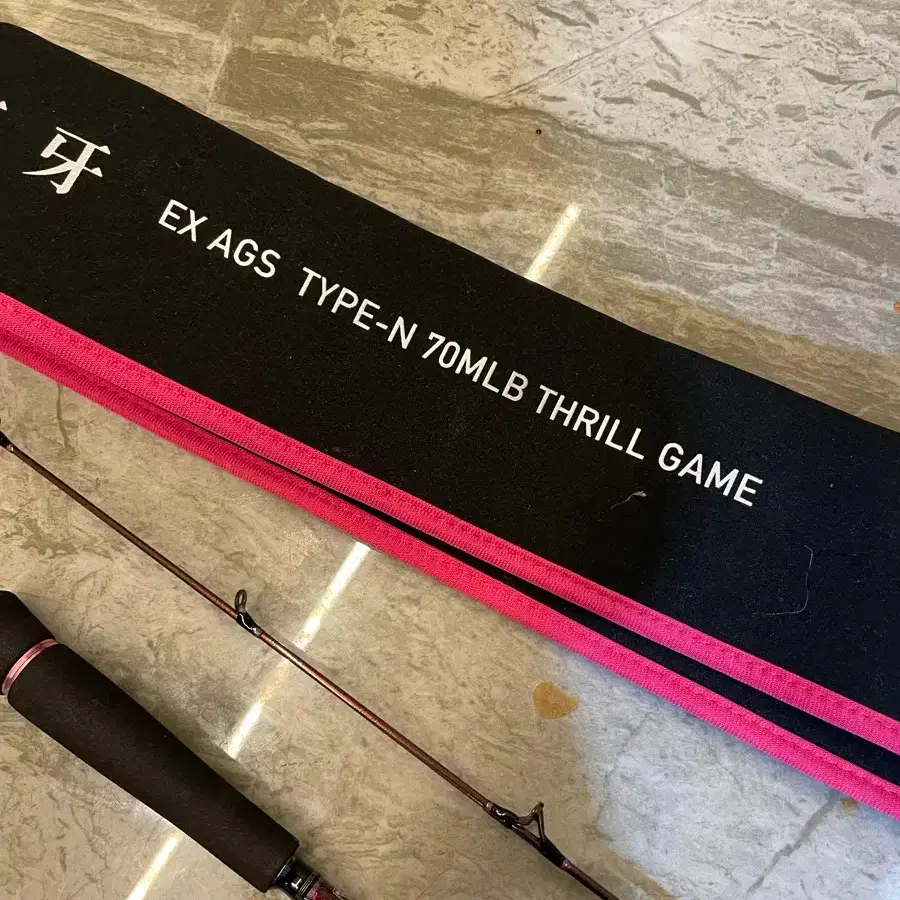 牙
EX AGS TYPE-N 70MLB THRILL GAME